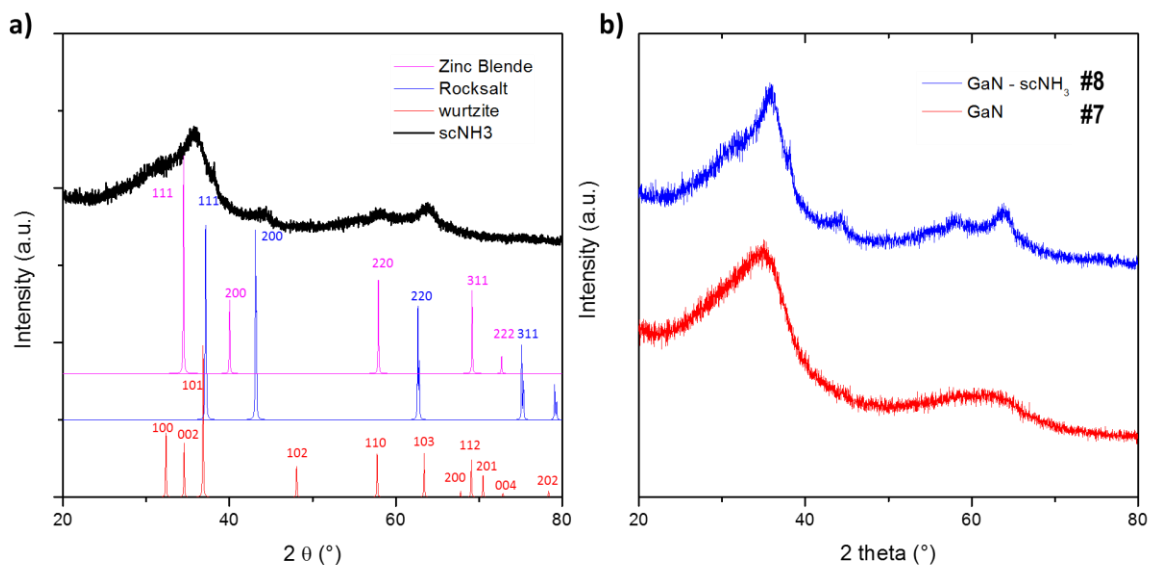 a)
Zinc Blende
Rocksalt
wurtzite
scNH3
111
111
200
200
220
220
311
222
311
101
100
002
102
110
103
200
112
201
004
202
Intensity (a.u.)
20
40
60
80
2 θ (°)
b)
GaN - scNH₃ #8
GaN #7
Intensity (a.u.)
20
40
60
80
2 theta (°)